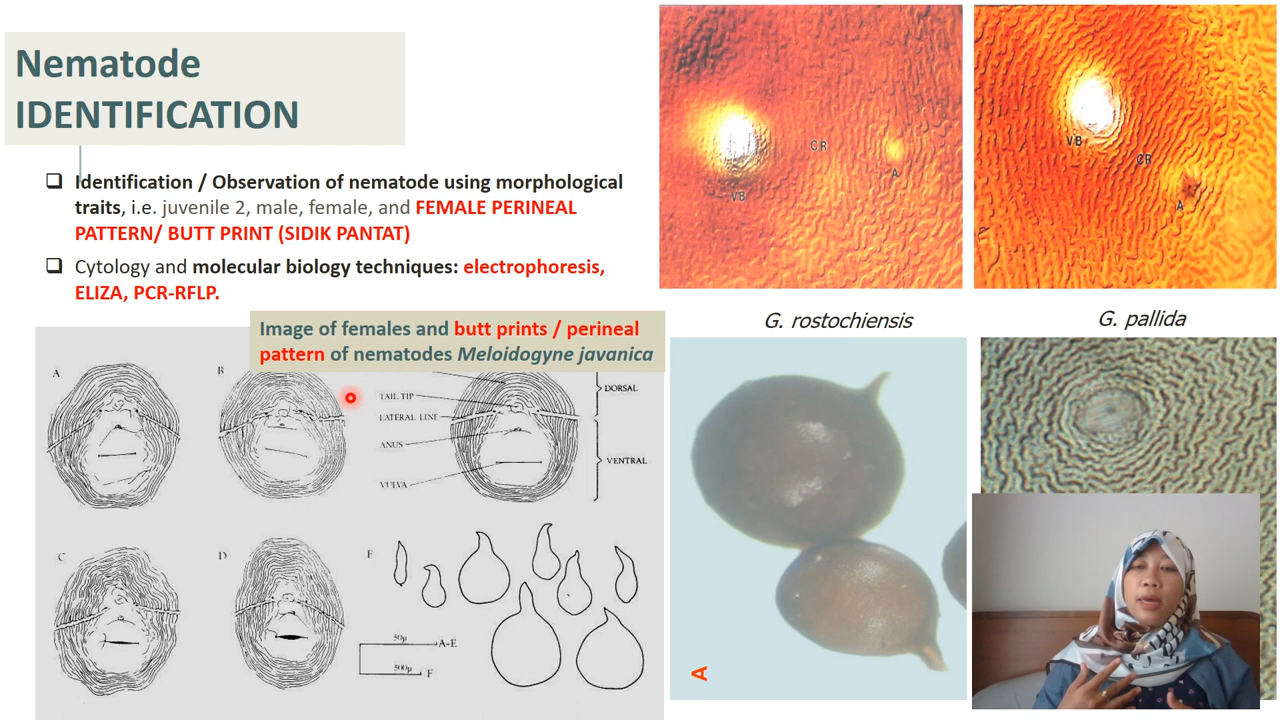 Nematode
IDENTIFICATION
Identification / Observation of nematode using morphological
traits, i.e. juvenile 2, male, female, and FEMALE PERINEAL
PATTERN/ BUTT PRINT (SIDIK PANTAT)
Cytology and molecular biology techniques: electrophoresis,
ELIZA, PCR-RFLP.
Image of females and butt prints / perineal
pattern of nematodes Meloidogyne javanica
A
B
TAIL TIP
LATERAL LINE
ANUS
VULVA
DORSAL
VENTRAL
C
D
F
50µ
A-E
500µ
F
CR
A
VB
VB
CR
A
G. rostochiensis
G. pallida
A